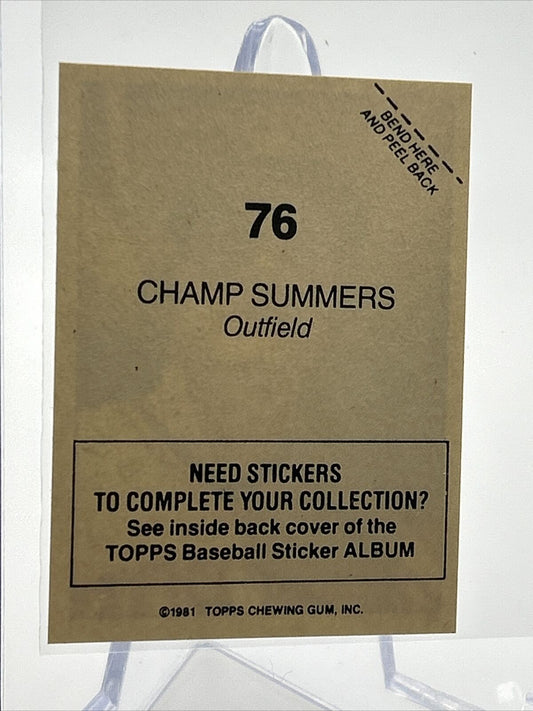 BEND HERE
AND PEEL BACK
76
CHAMP SUMMERS
Outfield
NEED STICKERS
TO COMPLETE YOUR COLLECTION?
See inside back cover of the
TOPPS Baseball Sticker ALBUM
©1981 TOPPS CHEWING GUM, INC.